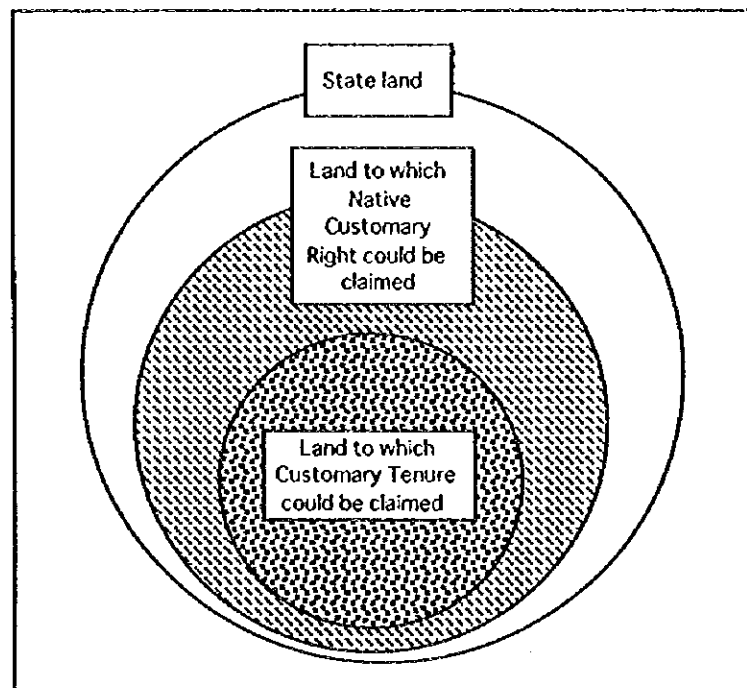 State land
Land to which
Native
Customary
Right could be
claimed
Land to which
Customary Tenure
could be claimed